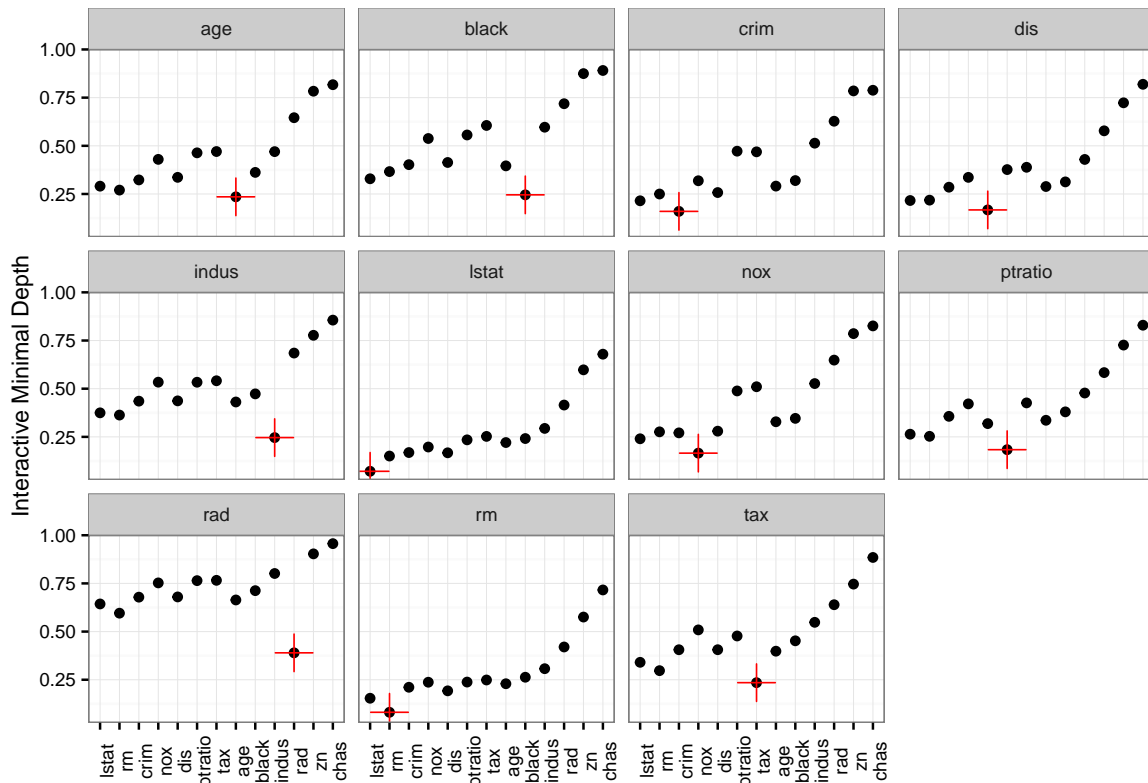 age black crim dis
1.00
0.75
0.50
0.25
indus lstat nox ptratio
1.00
0.75
0.50
0.25
Interactive Minimal Depth
rad rm tax
1.00
0.75
0.50
0.25
lstat rm crim nox dis ptratio tax age black indus rad zn chas
lstat rm crim nox dis ptratio tax age black indus rad zn chas
lstat rm crim nox dis ptratio tax age black indus rad zn chas